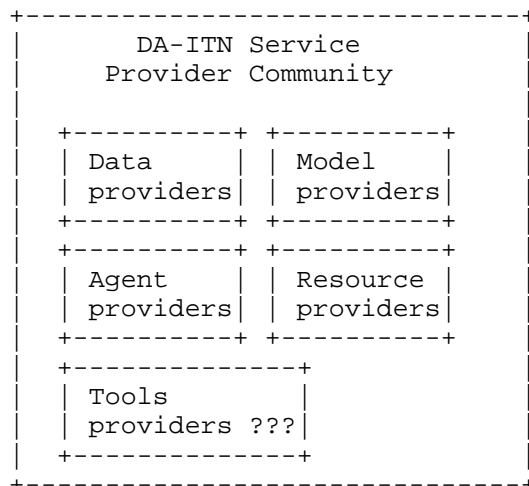 DA-ITN Service
Provider Community
Data
providers
Model
providers
Agent
providers
Resource
providers
Tools
providers ???